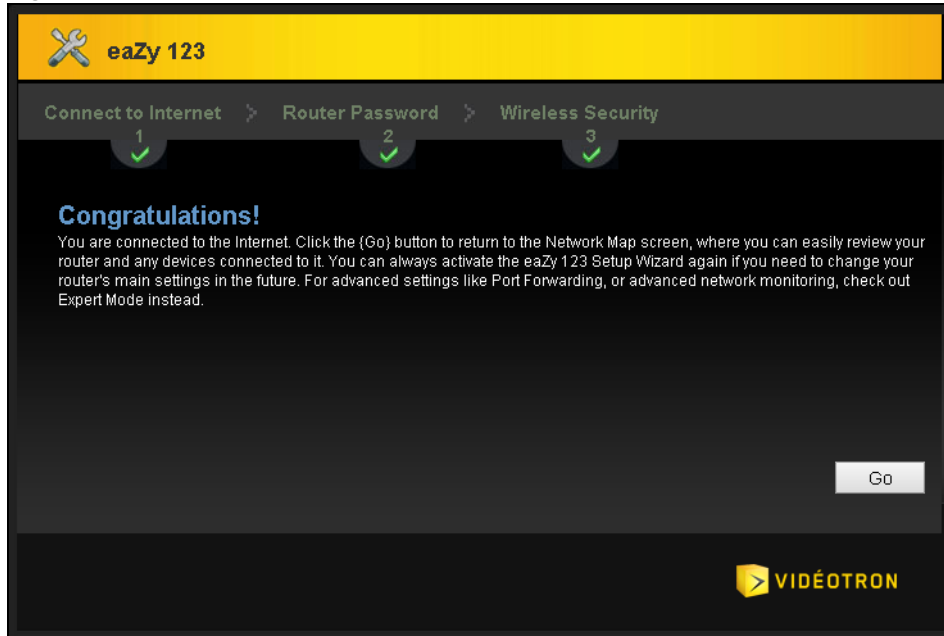 eaZy 123
Connect to Internet > Router Password > Wireless Security
1 2 3
Congratulations!
You are connected to the Internet. Click the {Go} button to return to the Network Map screen, where you can easily review your
router and any devices connected to it. You can always activate the eaZy 123 Setup Wizard again if you need to change your
router's main settings in the future. For advanced settings like Port Forwarding, or advanced network monitoring, check out
Expert Mode instead.
Go
VIDÉOTRON